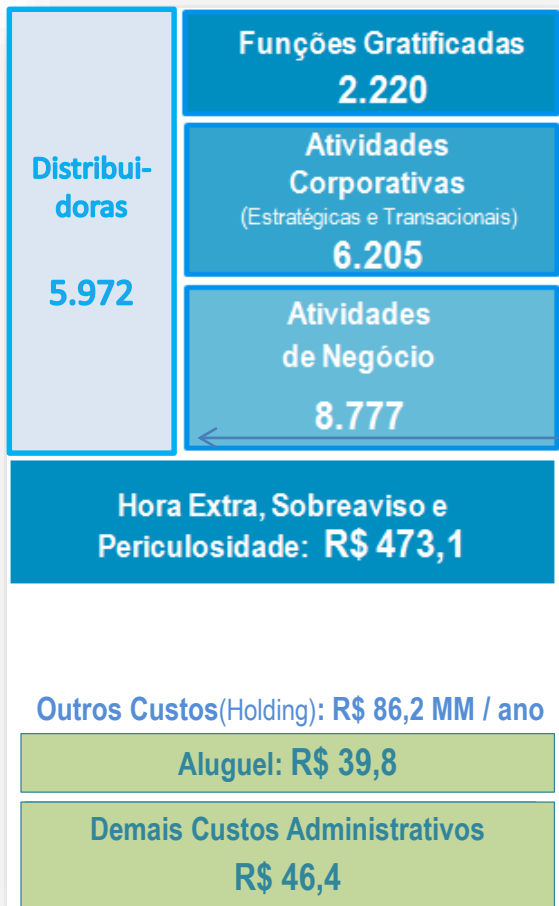 Distribui-
doras
5.972
Funções Gratificadas
2.220
Atividades
Corporativas
(Estratégicas e Transacionais)
6.205
Atividades
de Negócio
8.777
Hora Extra, Sobreaviso e
Periculosidade: R$ 473,1
Outros Custos(Holding): R$ 86,2 MM / ano
Aluguel: R$ 39,8
Demais Custos Administrativos
R$ 46,4